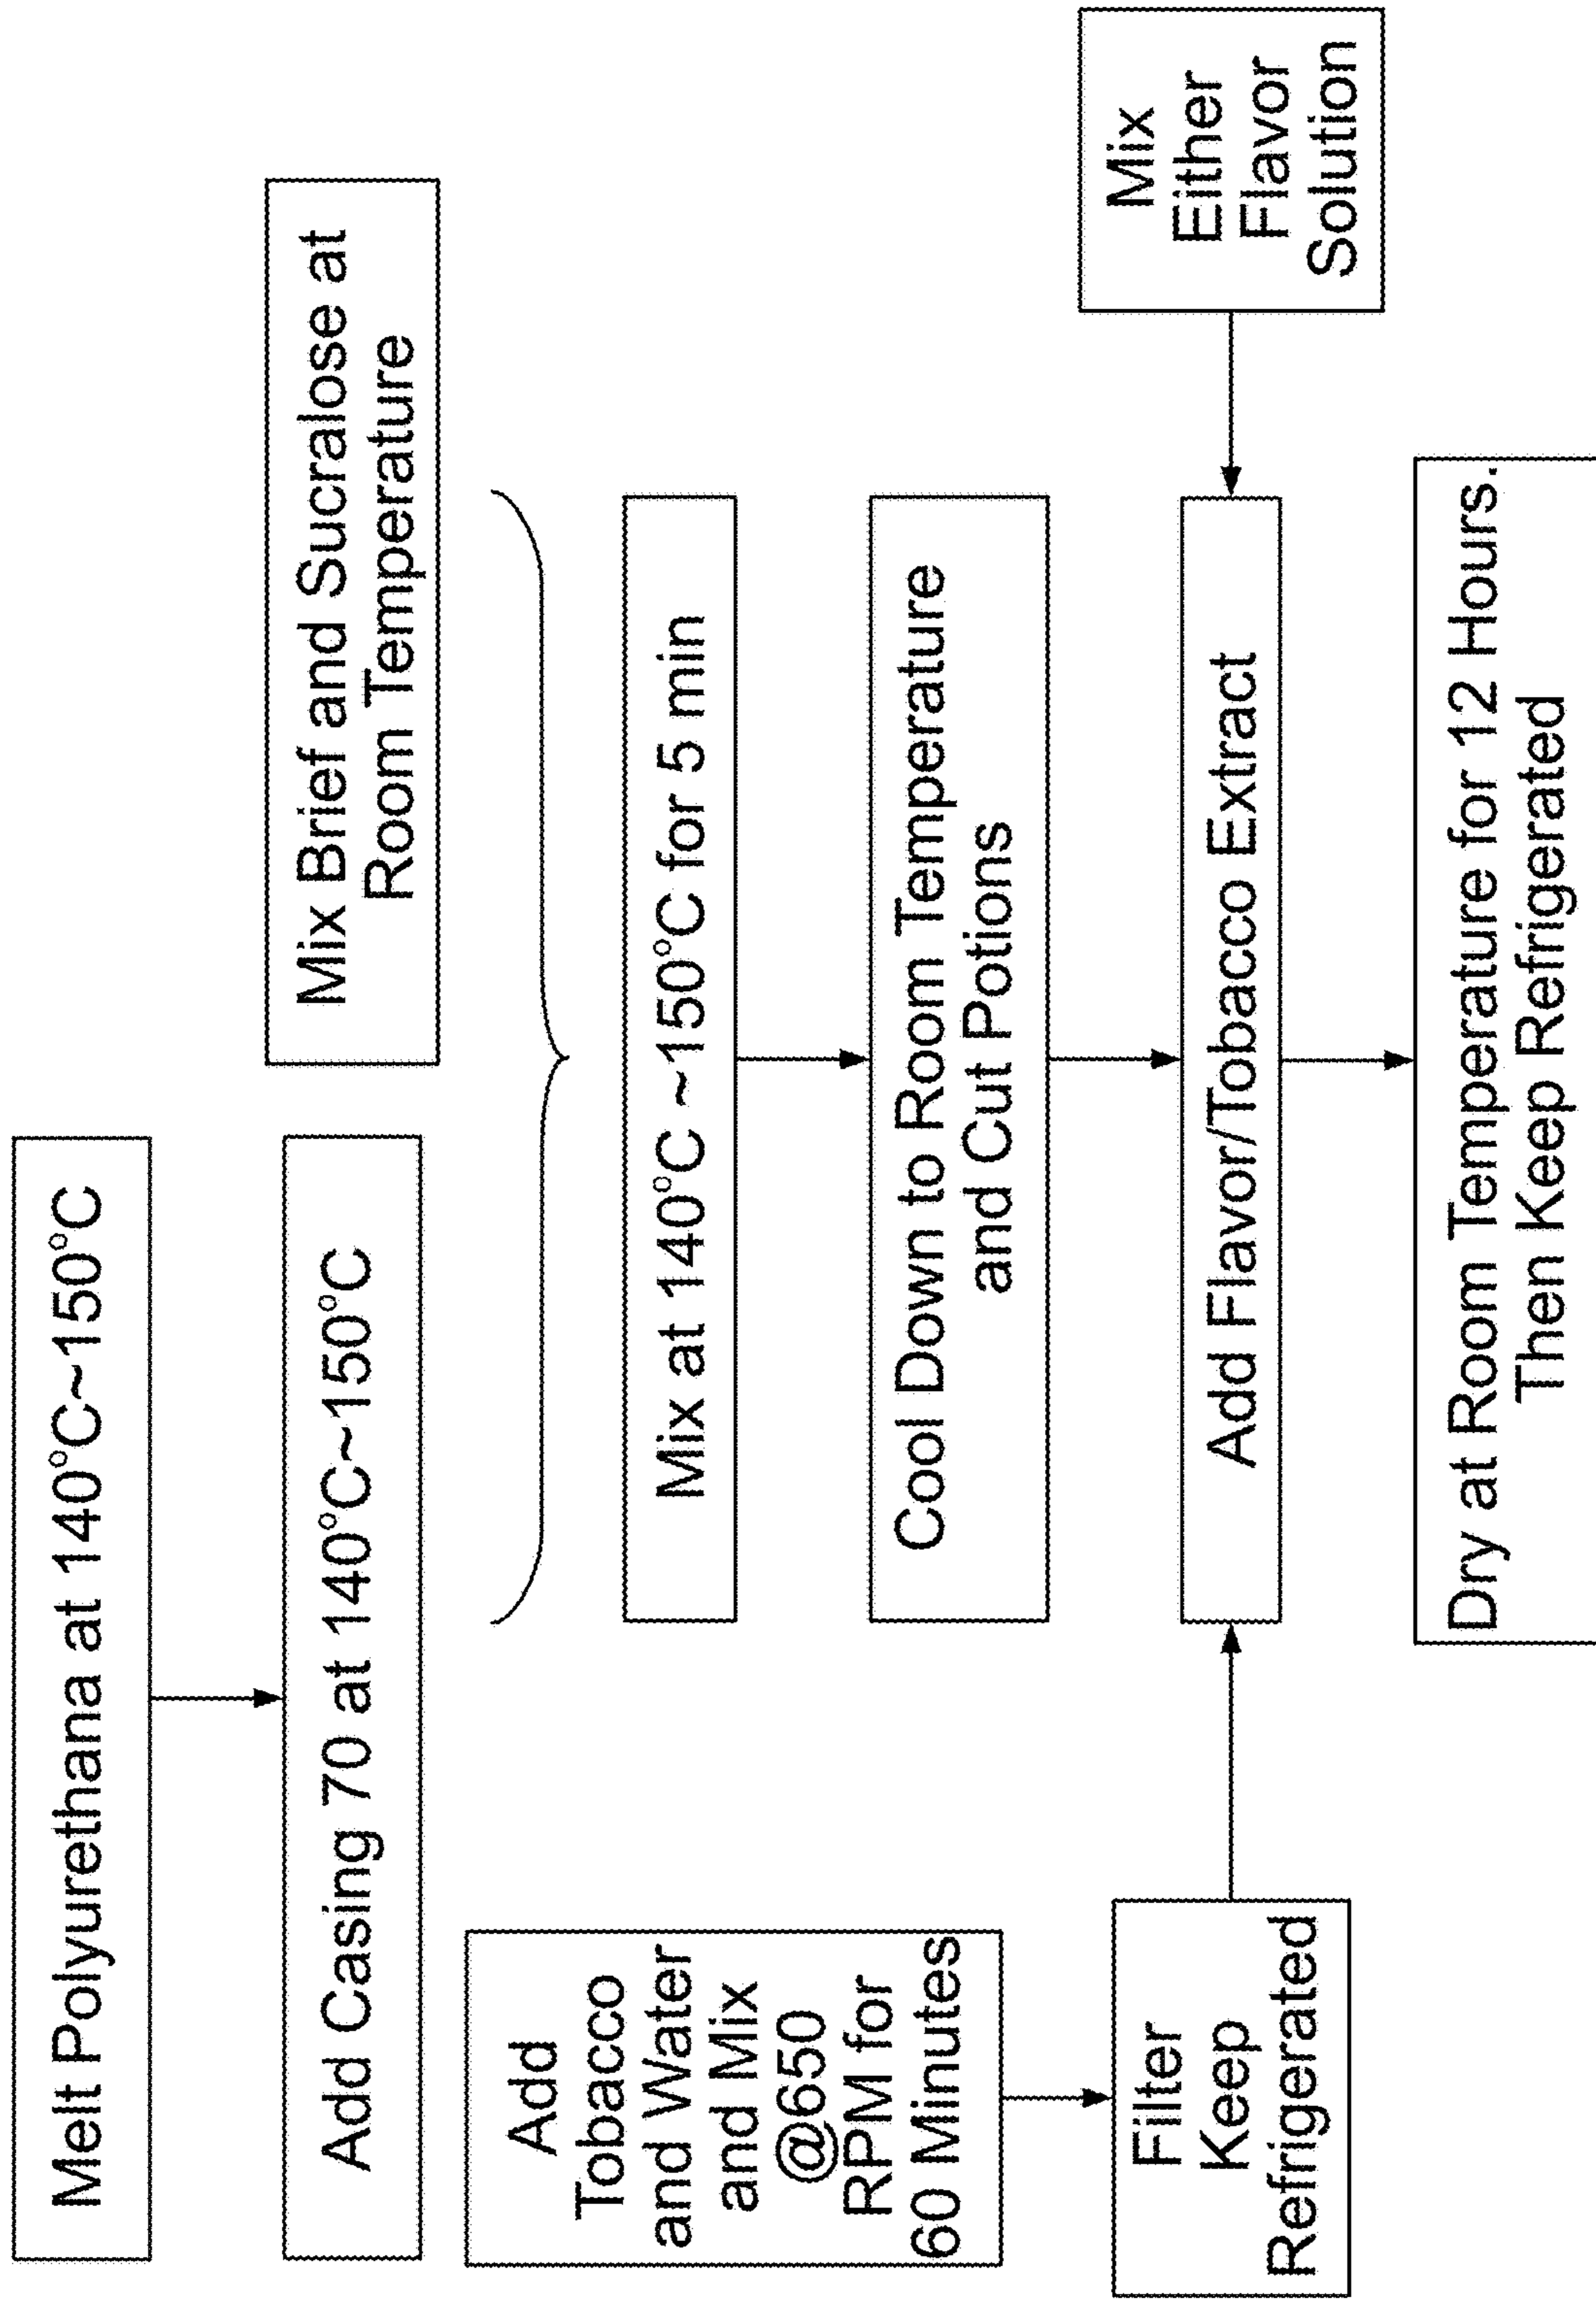 Melt Polyurethana at 140°C~150°C
Add Casing 70 at 140°C~150°C
Mix Brief and Sucralose at
Room Temperature
Mix at 140°C ~150°C for 5 min
Cool Down to Room Temperature
and Cut Potions
Add
Tobacco
and Water
and Mix
@650
RPM for
60 Minutes
Filter
Keep
Refrigerated
Add Flavor/Tobacco Extract
Mix
Either
Flavor
Solution
Dry at Room Temperature for 12 Hours.
Then Keep Refrigerated